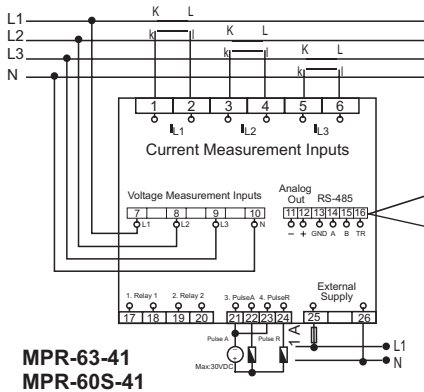 K L
L1
k l
K L
L2
k l
L3
K L
N
k l
1 2 3 4 5 6
IL1 IL2 IL3
Current Measurement Inputs
Voltage Measurement Inputs
Analog
Out RS-485
7 8 9 10
11 12 13 14 15 16
L1 L2 L3 N
– + GND A B TR
1. Relay 1 2. Relay 2 3. PulseA 4. PulseR
External
Supply
17 18 19 20 21 22 23 24 25 26
Pulse A Pulse R
1 A
Max:30VDC
L1
N
MPR-63-41
MPR-60S-41